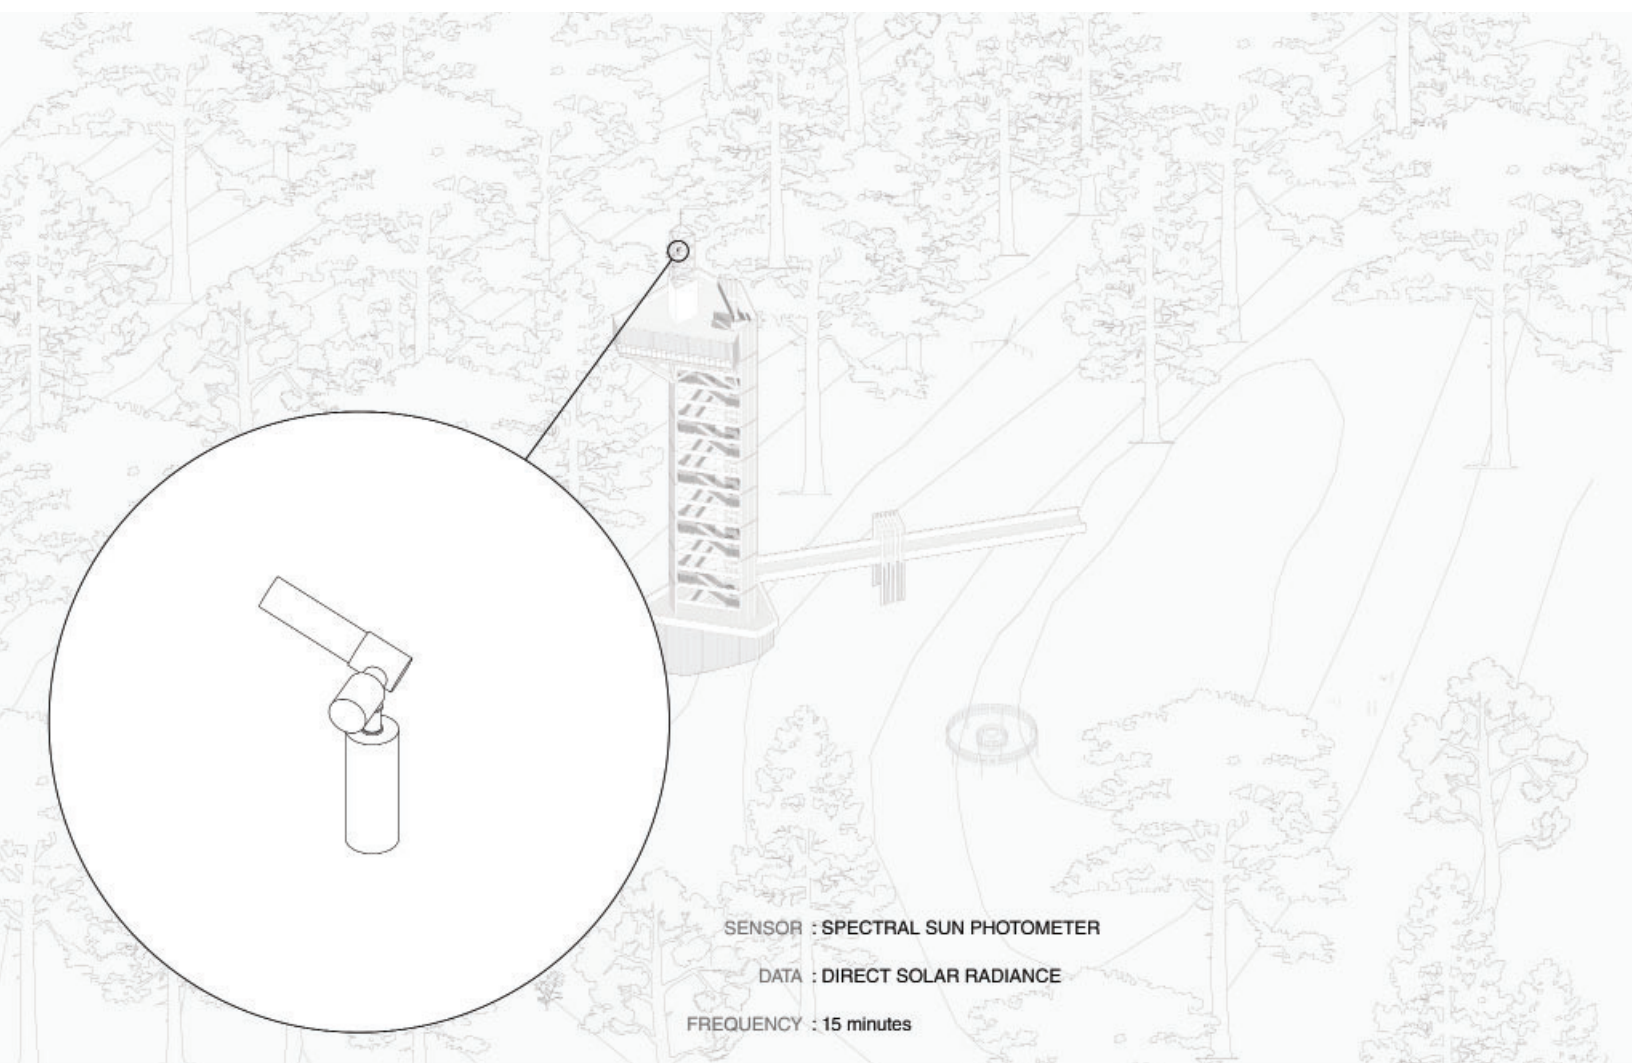 SENSOR : SPECTRAL SUN PHOTOMETER
DATA : DIRECT SOLAR RADIANCE
FREQUENCY : 15 minutes